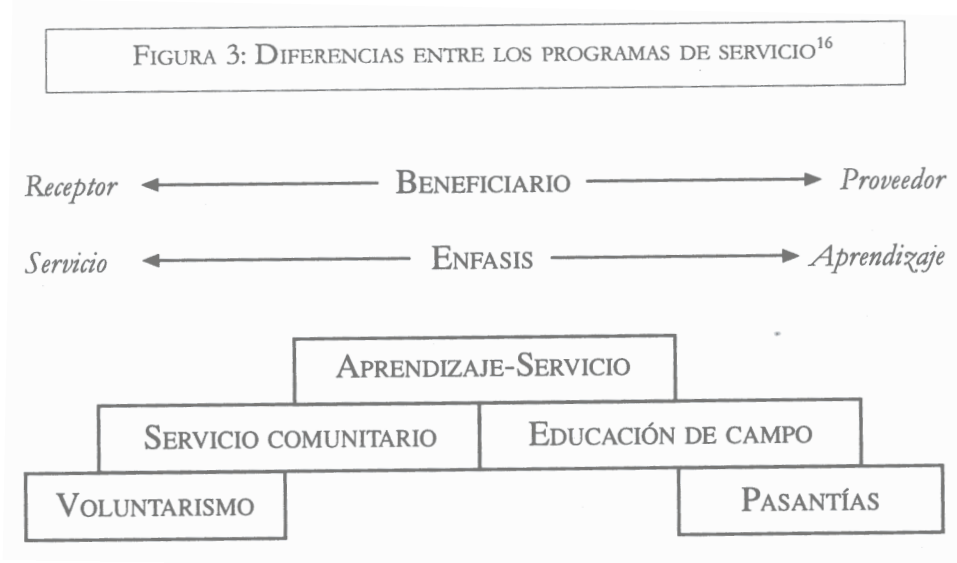 FIGURA 3: DIFERENCIAS ENTRE LOS PROGRAMAS DE SERVICIO16
Receptor BENEFICIARIO Proveedor
Servicio ENFASIS Aprendizaje
APRENDIZAJE-SERVICIO
SERVICIO COMUNITARIO EDUCACIÓN DE CAMPO
VOLUNTARISMO PASANTÍAS